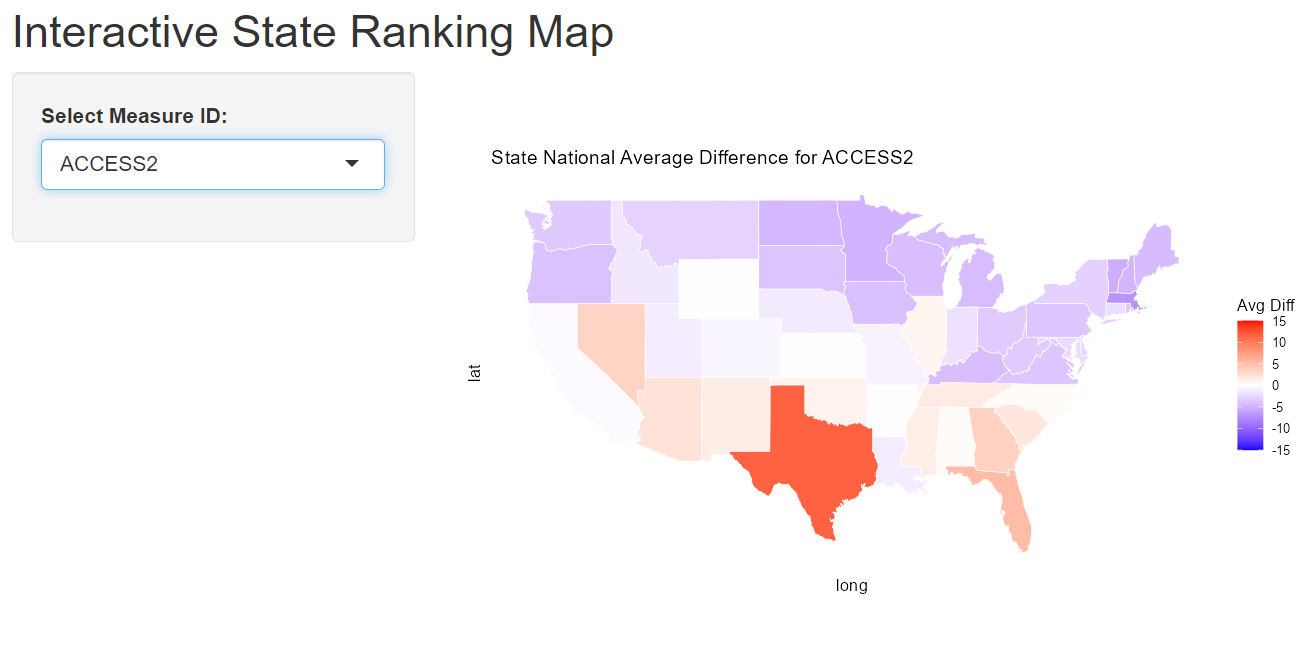 Interactive State Ranking Map
Select Measure ID:
ACCESS2
State National Average Difference for ACCESS2
lat
long
Avg Diff
15
10
5
0
-5
-10
-15